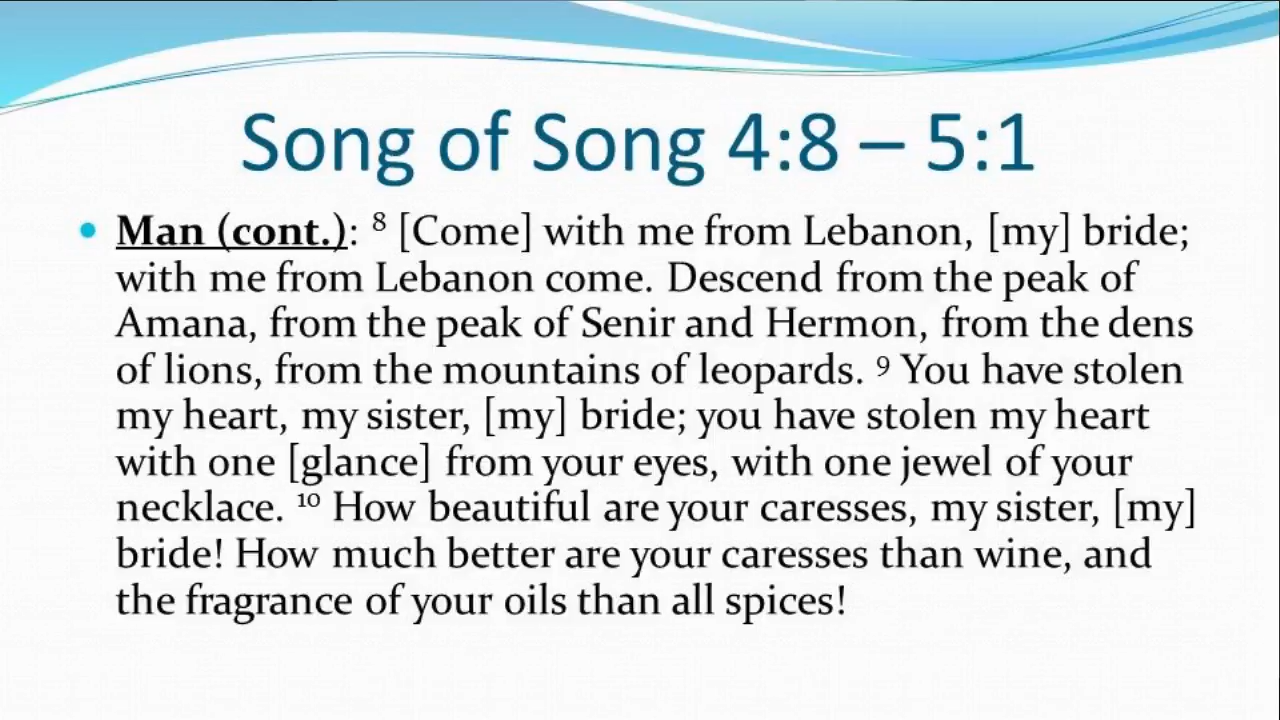 Song of Song 4:8 – 5:1
• Man (cont.): ⁸ [Come] with me from Lebanon, [my] bride;
with me from Lebanon come. Descend from the peak of
Amana, from the peak of Senir and Hermon, from the dens
of lions, from the mountains of leopards. ⁹ You have stolen
my heart, my sister, [my] bride; you have stolen my heart
with one [glance] from your eyes, with one jewel of your
necklace. ¹⁰ How beautiful are your caresses, my sister, [my]
bride! How much better are your caresses than wine, and
the fragrance of your oils than all spices!